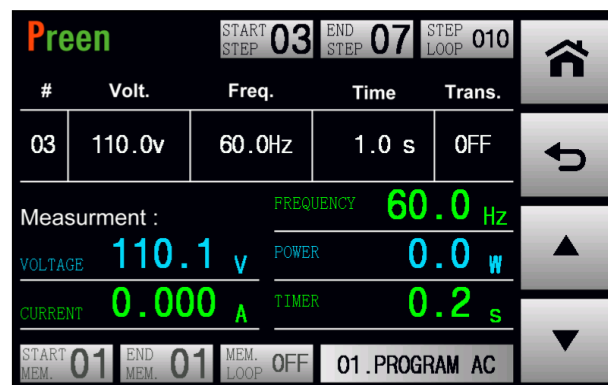 Preen START STEP 03 END STEP 07 STEP LOOP 010
# Volt. Freq. Time Trans.
03 110.0v 60.0Hz 1.0 s OFF
Measurment : FREQUENCY 60.0 Hz
VOLTAGE 110.1 V POWER 0.0 W
CURRENT 0.000 A TIMER 0.2 s
START MEM. 01 END MEM. 01 MEM. LOOP OFF 01.PROGRAM AC